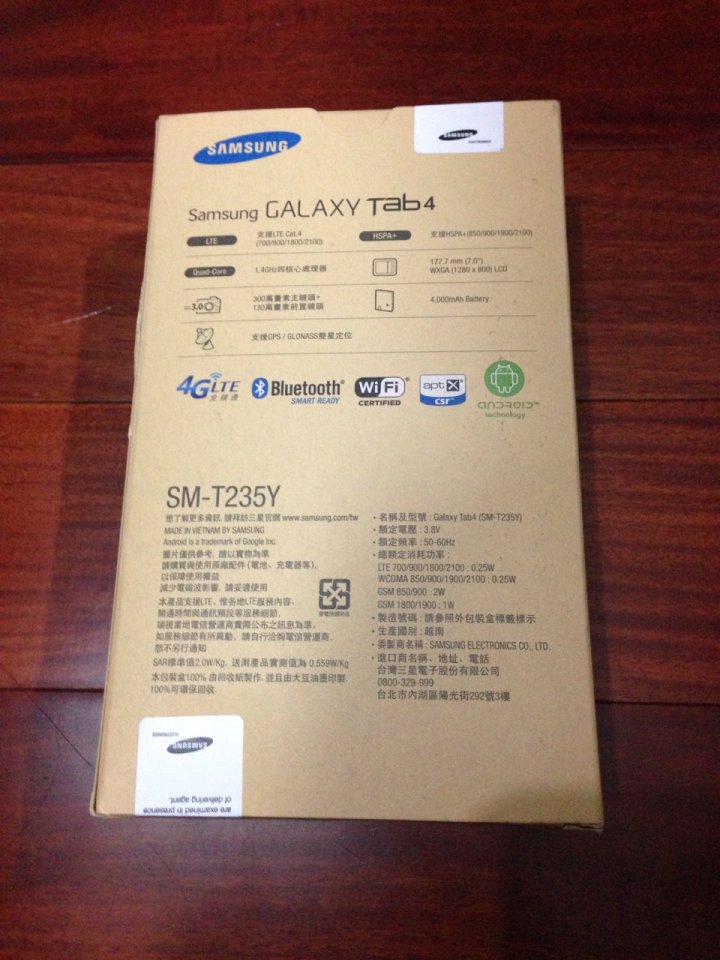 SAMSUNG
SAMSUNG
ELECTRONICS
Samsung GALAXY Tab4
LTE
支援LTE Cat.4
(700/900/1800/2100)
HSPA+
支援HSPA+(850/900/1900/2100)
Quad-Core
1.4GHz四核心處理器
177.7 mm (7.0")
WXGA (1280 x 800) LCD
3.0
300萬畫素主鏡頭+
130萬畫素前置鏡頭
4,000mAh Battery
支援GPS / GLONASS雙星定位
4G LTE
全頻通
Bluetooth®
SMART READY
Wi Fi
CERTIFIED
aptX
CSR
ANDROID
technology
SM-T235Y
想了解更多資訊, 請拜訪三星官網 www.samsung.com/tw
MADE IN VIETNAM BY SAMSUNG
Android is a trademark of Google Inc.
圖片僅供參考, 請以實物為準
請購買與使用原廠配件 (電池、充電器等),
以保障使用權益
減少電磁波影響, 請妥適使用
本產品支援LTE, 惟各地LTE服務內容、
開通時間與通訊頻段等服務細節,
須視當地電信營運商實際公布之訊息為準,
如服務細節有所異動, 請自行洽詢電信營運商,
恕不另行通知
SAR標準值2.0W/Kg, 送測產品實測值為 0.559W/Kg
本包裝盒100% 由回收紙製作, 並且由大豆油墨印製.
100%可環保回收.
廢電池請回收
・名稱及型號 : Galaxy Tab4 (SM-T235Y)
・額定電壓 : 3.8V
・額定頻率 : 50-60Hz
・總額定消耗功率 :
LTE 700/900/1800/2100 : 0.25W
WCDMA 850/900/1900/2100 : 0.25W
GSM 850/900 : 2W
GSM 1800/1900 : 1W
・製造號碼 : 請參照外包裝盒標籤標示
・生產國別 : 越南
・委製商名稱 : SAMSUNG ELECTRONICS CO., LTD.
・進口商名稱、地址、電話
台灣三星電子股份有限公司
0800-329-999
台北市內湖區陽光街292號3樓
SAMSUNG
ELECTRONICS
are examined in presence
of delivering agent.